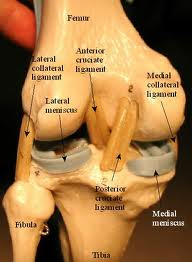 Femur
Lateral
collateral
ligament
Anterior
cruciate
ligament
Medial
collateral
ligament
Lateral
meniscus
Posterior
cruciate
ligament
Fibula
Medial
meniscus
Tibia